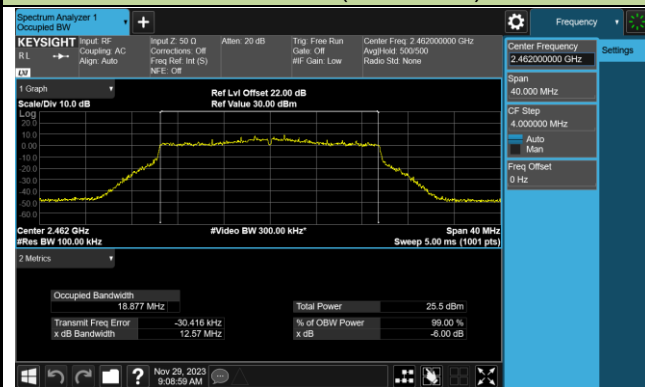 Spectrum Analyzer 1
Occupied BW
Frequency
KEYSIGHT
Input: RF
Coupling: AC
Align: Auto
Input Z: 50 Ω
Corrections: Off
Freq Ref: Int (S)
NFE: Off
Atten: 20 dB
Trig: Free Run
Gate: Off
#IF Gain: Low
Center Freq: 2.462000000 GHz
Avg|Hold: 500/500
Radio Std: None
RL
LXI
1 Graph
Scale/Div 10.0 dB
Ref Lvl Offset 22.00 dB
Ref Value 30.00 dBm
Log
20.0
10.0
0.00
-10.0
-20.0
-30.0
-40.0
-50.0
-60.0
Center 2.462 GHz
#Res BW 100.00 kHz
#Video BW 300.00 kHz*
Span 40 MHz
Sweep 5.00 ms (1001 pts)
2 Metrics
Occupied Bandwidth
18.877 MHz
Total Power 25.5 dBm
Transmit Freq Error -30.416 kHz
% of OBW Power 99.00 %
x dB Bandwidth 12.57 MHz
x dB -6.00 dB
Nov 29, 2023
9:08:59 AM
Center Frequency
2.462000000 GHz
Settings
Span
40.000 MHz
CF Step
4.000000 MHz
Auto
Man
Freq Offset
0 Hz